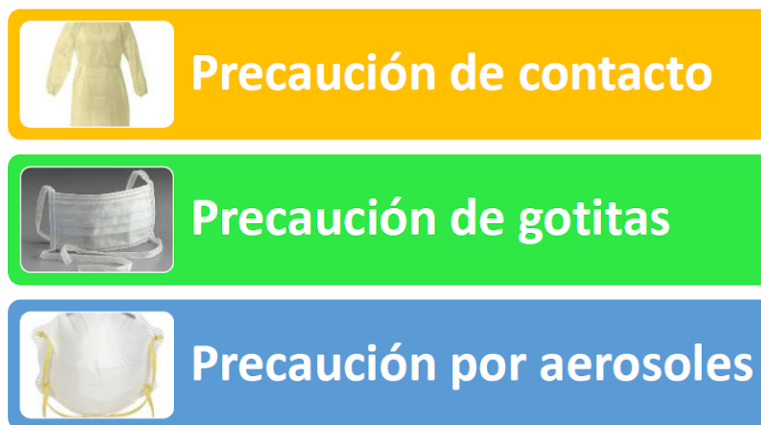 Precaución de contacto
Precaución de gotitas
Precaución por aerosoles